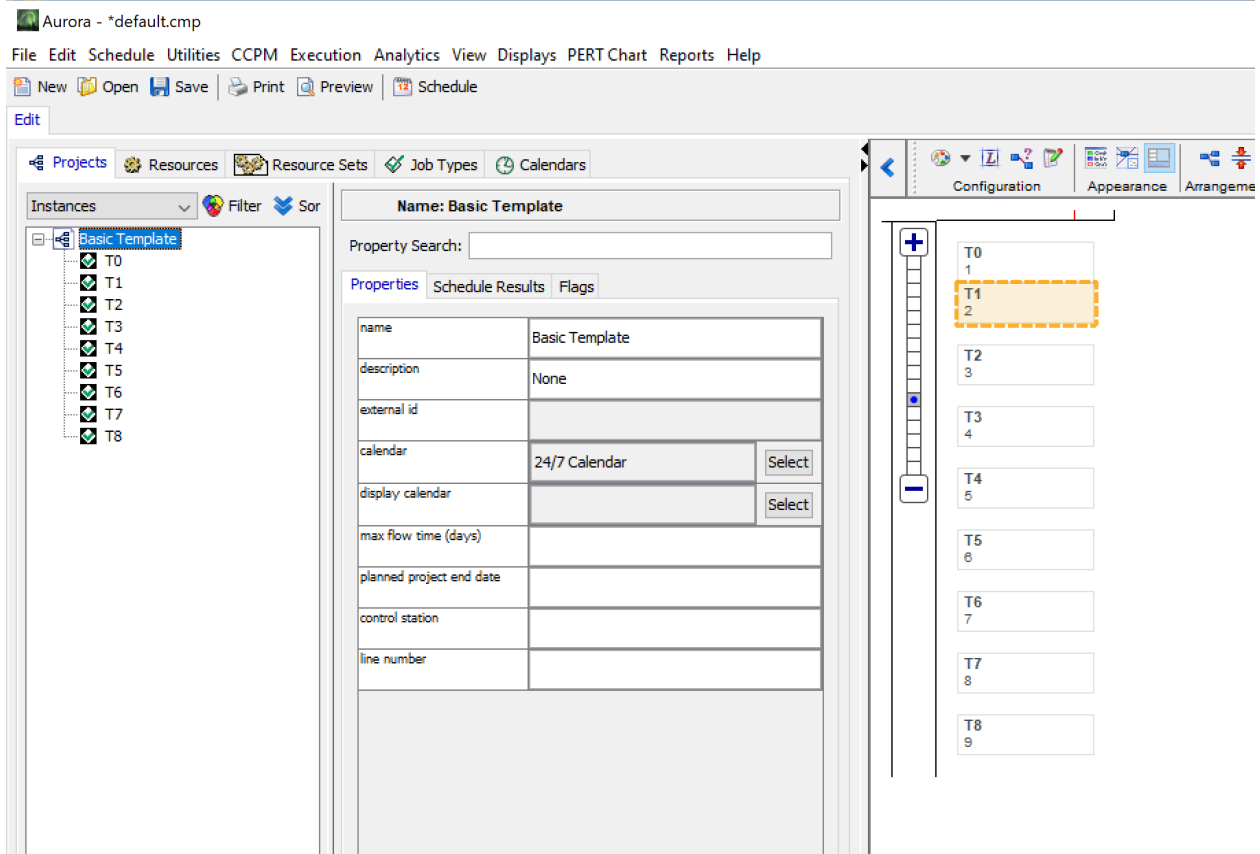 Aurora - *default.cmp
File Edit Schedule Utilities CCPM Execution Analytics View Displays PERT Chart Reports Help
New Open Save Print Preview 12 Schedule
Edit
Projects Resources Resource Sets Job Types Calendars
Instances Filter Sor
Basic Template
T0
T1
T2
T3
T4
T5
T6
T7
T8
Name: Basic Template
Property Search:
Properties Schedule Results Flags
name Basic Template
description None
external id
calendar 24/7 Calendar Select
display calendar Select
max flow time (days)
planned project end date
control station
line number
Configuration Appearance Arrangeme
T0
1
T1
2
T2
3
T3
4
T4
5
T5
6
T6
7
T7
8
T8
9